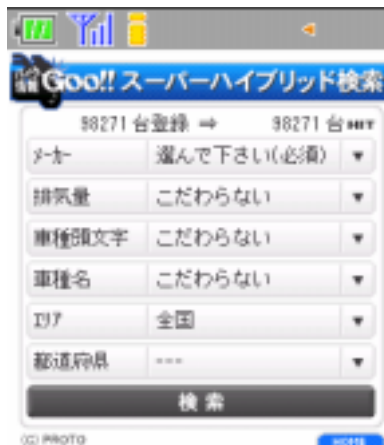 Goo!! スーパーハイブリッド検索
98271 台登録 ⇒ 98271 台 HIT
メーカー 選んで下さい(必須)
排気量 こだわらない
車種頭文字 こだわらない
車種名 こだわらない
エリア 全国
都道府県 ---
検 索
(C) PROTO HOME